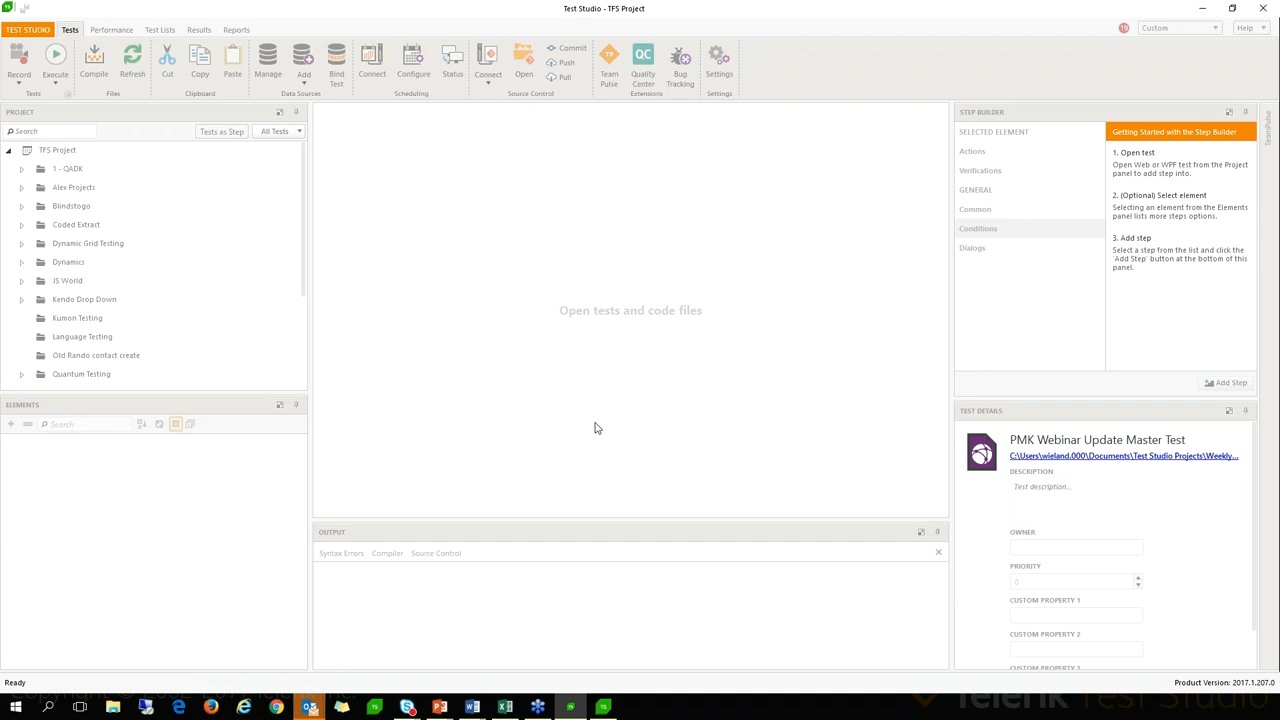 Test Studio - TFS Project
TEST STUDIO Tests Performance Test Lists Results Reports
19 Custom Help
Record Execute Compile Refresh Cut Copy Paste Manage Add Bind Test Connect Configure Status Connect Open Commit Push Pull Team Pulse Quality Center Bug Tracking Settings
Tests Files Clipboard Data Sources Scheduling Source Control Extensions Settings
PROJECT
Search Tests as Step All Tests
TFS Project
1 - QADK
Alex Projects
Blindstogo
Coded Extract
Dynamic Grid Testing
Dynamics
JS World
Kendo Drop Down
Kumon Testing
Language Testing
Old Rando contact create
Quantum Testing
ELEMENTS
Search
Open tests and code files
OUTPUT
Syntax Errors Compiler Source Control
STEP BUILDER
SELECTED ELEMENT
Actions
Verifications
GENERAL
Common
Conditions
Dialogs
Getting Started with the Step Builder
1. Open test
Open Web or WPF test from the Project
panel to add step into.
2. (Optional) Select element
Selecting an element from the Elements
panel lists more steps options.
3. Add step
Select a step from the list and click the
'Add Step' button at the bottom of this
panel.
Add Step
TEST DETAILS
PMK Webinar Update Master Test
C:\Users\wieland.000\Documents\Test Studio Projects\Weekly...
DESCRIPTION
Test description...
OWNER
PRIORITY
0
CUSTOM PROPERTY 1
CUSTOM PROPERTY 2
CUSTOM PROPERTY 3
TeamPulse
Ready
Product Version: 2017.1.207.0